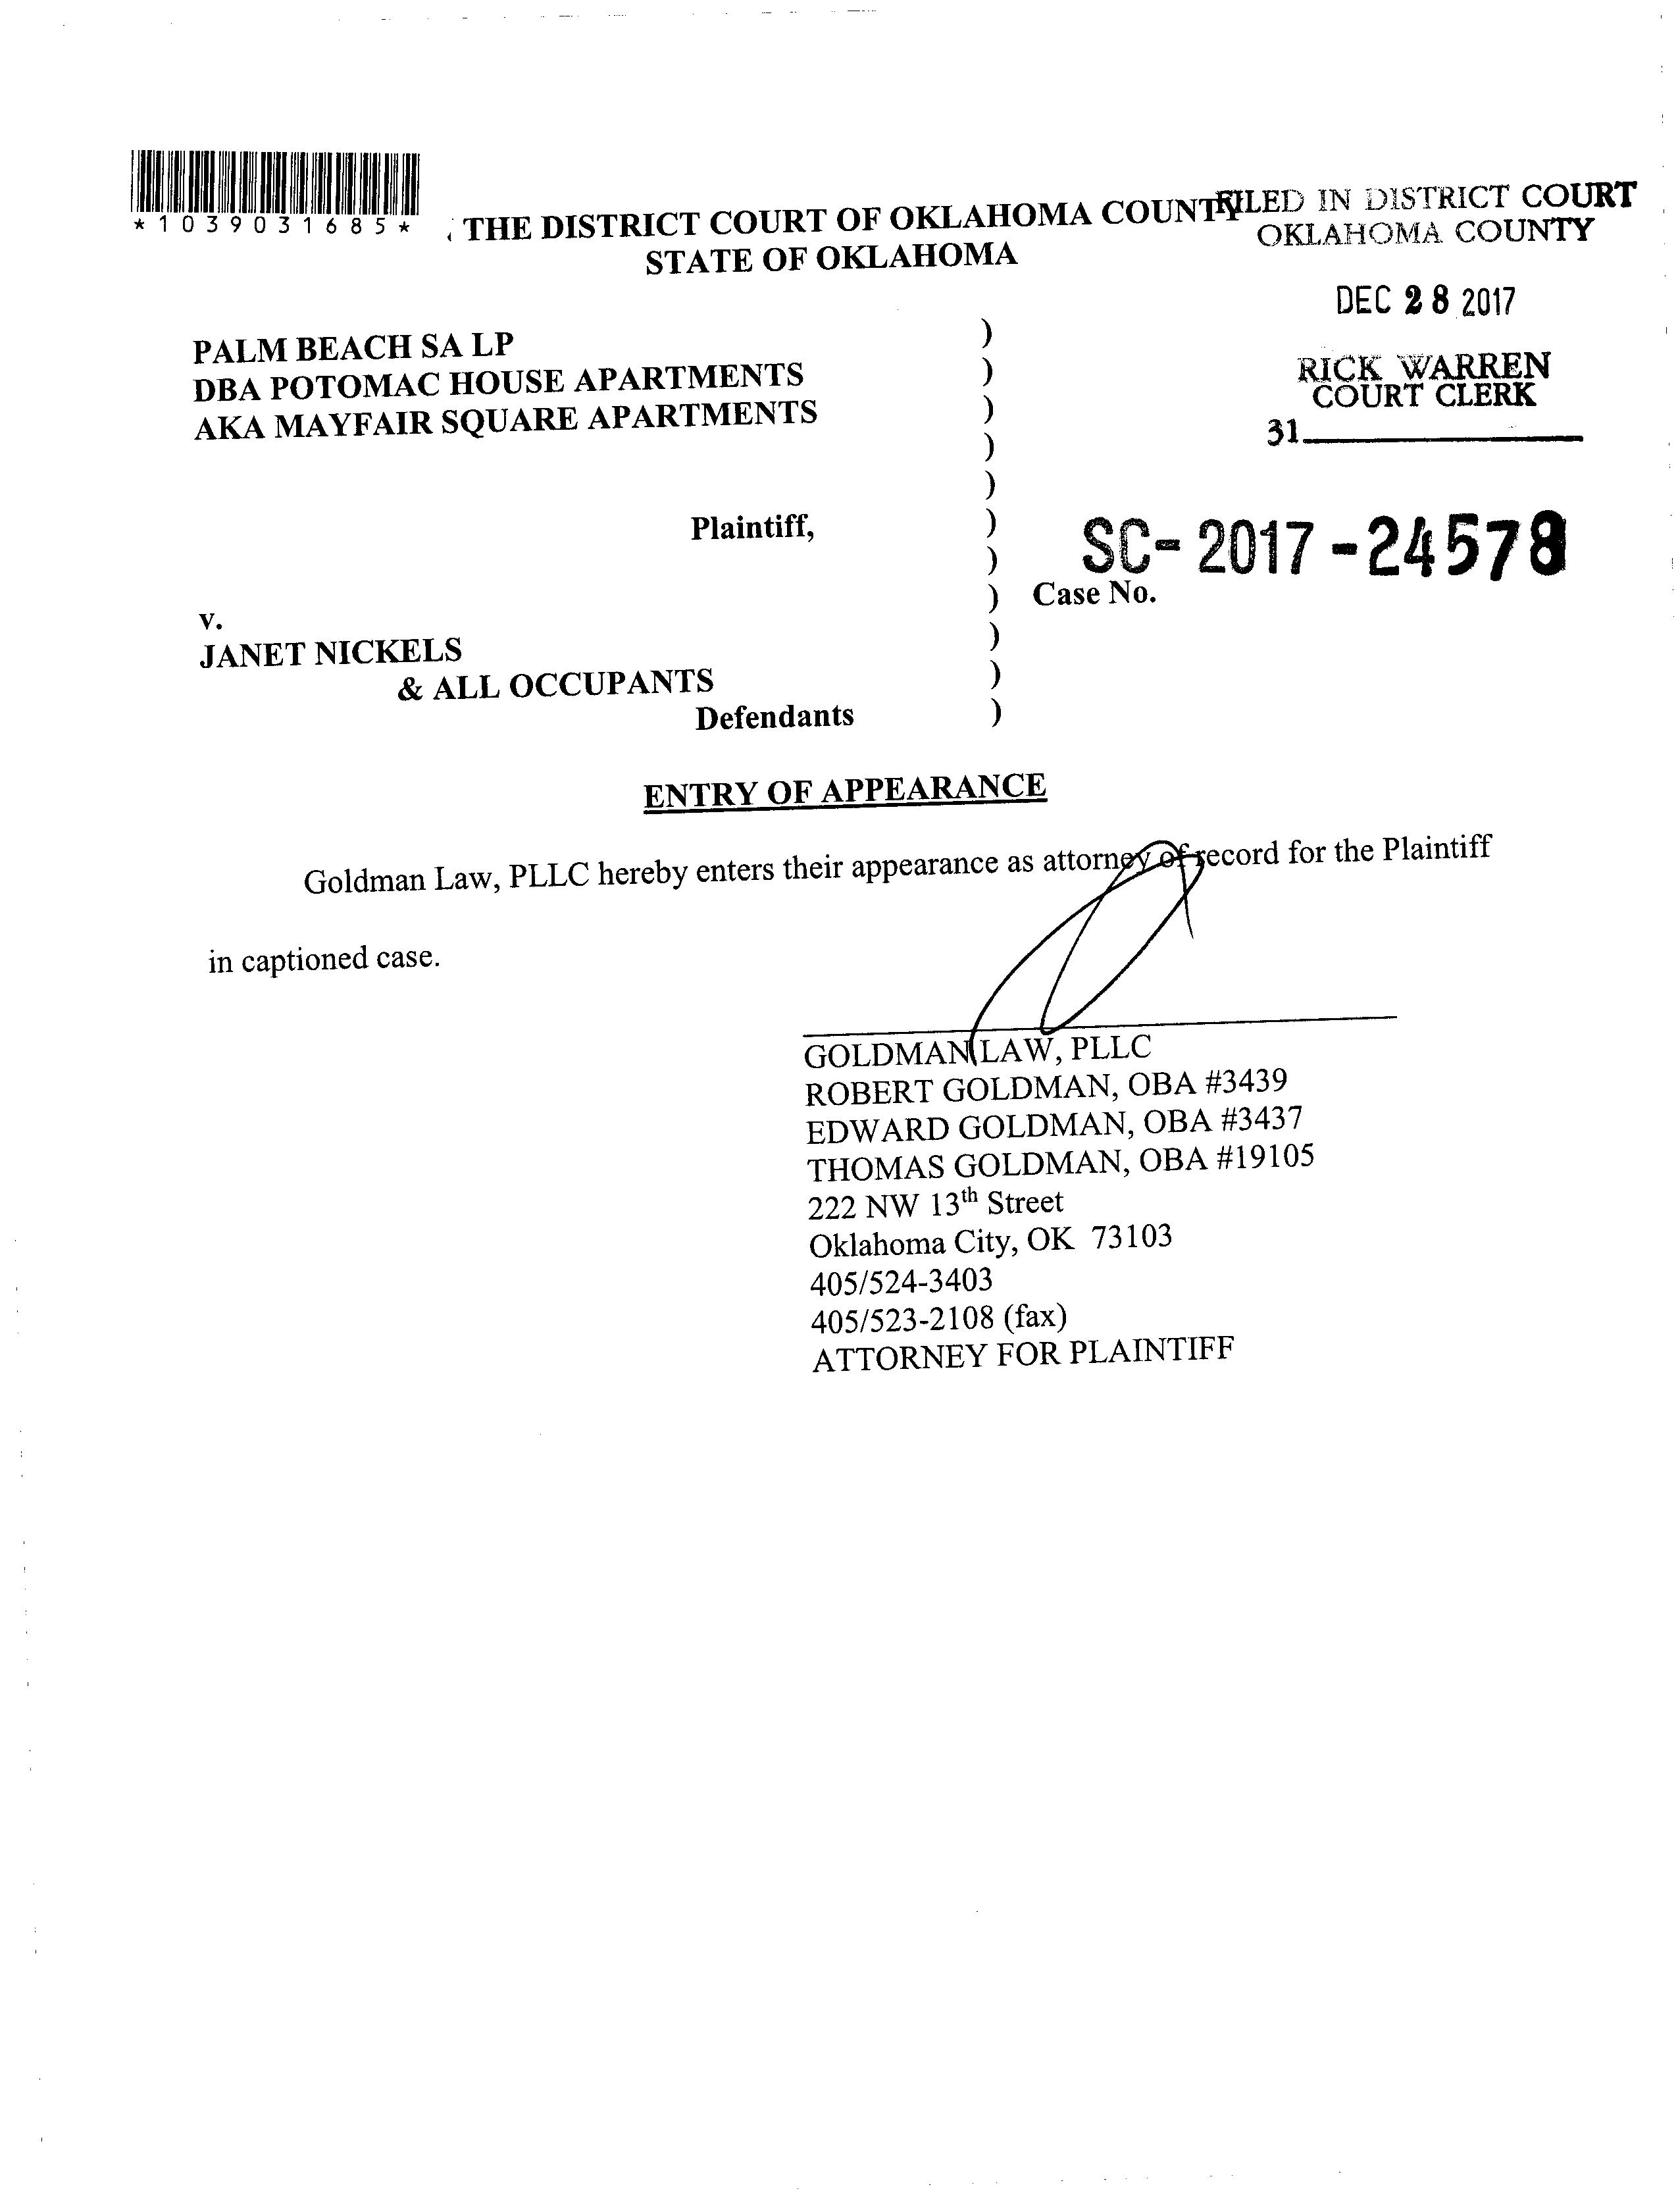 *1039031685*
THE DISTRICT COURT OF OKLAHOMA COUNTY
STATE OF OKLAHOMA
FILED IN DISTRICT COURT
OKLAHOMA COUNTY
DEC 28 2017
RICK WARREN
COURT CLERK
31
PALM BEACH SA LP )
DBA POTOMAC HOUSE APARTMENTS )
AKA MAYFAIR SQUARE APARTMENTS )
)
)
Plaintiff, )
) SC-2017-24578
) Case No.
v.
JANET NICKELS )
& ALL OCCUPANTS )
Defendants )
ENTRY OF APPEARANCE
Goldman Law, PLLC hereby enters their appearance as attorney of record for the Plaintiff
in captioned case.
GOLDMAN LAW, PLLC
ROBERT GOLDMAN, OBA #3439
EDWARD GOLDMAN, OBA #3437
THOMAS GOLDMAN, OBA #19105
222 NW 13th Street
Oklahoma City, OK 73103
405/524-3403
405/523-2108 (fax)
ATTORNEY FOR PLAINTIFF